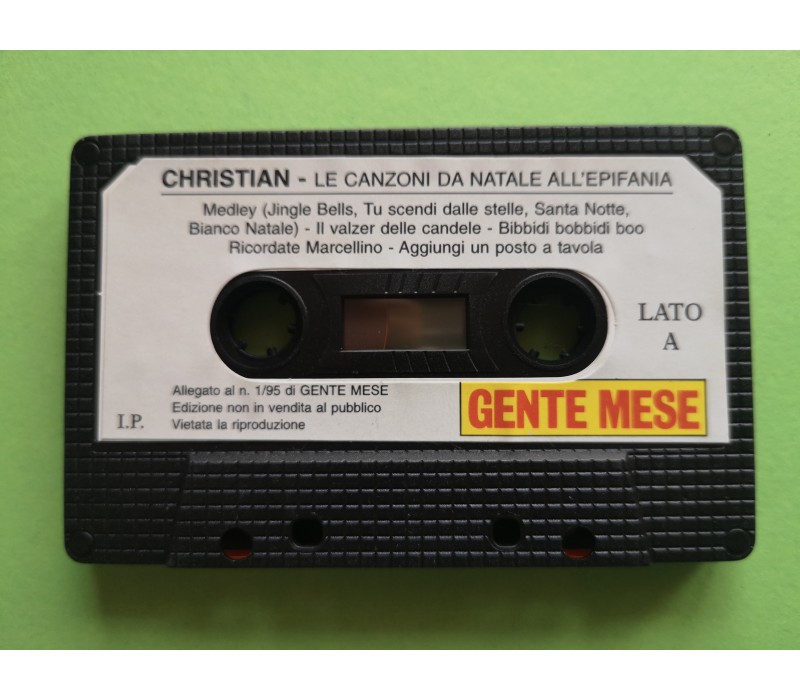 CHRISTIAN - LE CANZONI DA NATALE ALL'EPIFANIA
Medley (Jingle Bells, Tu scendi dalle stelle, Santa Notte,
Bianco Natale) - Il valzer delle candele - Bibbidi bobbidi boo
Ricordate Marcellino - Aggiungi un posto a tavola
LATO
A
Allegato al n. 1/95 di GENTE MESE
Edizione non in vendita al pubblico
Vietata la riproduzione
I.P.
GENTE MESE